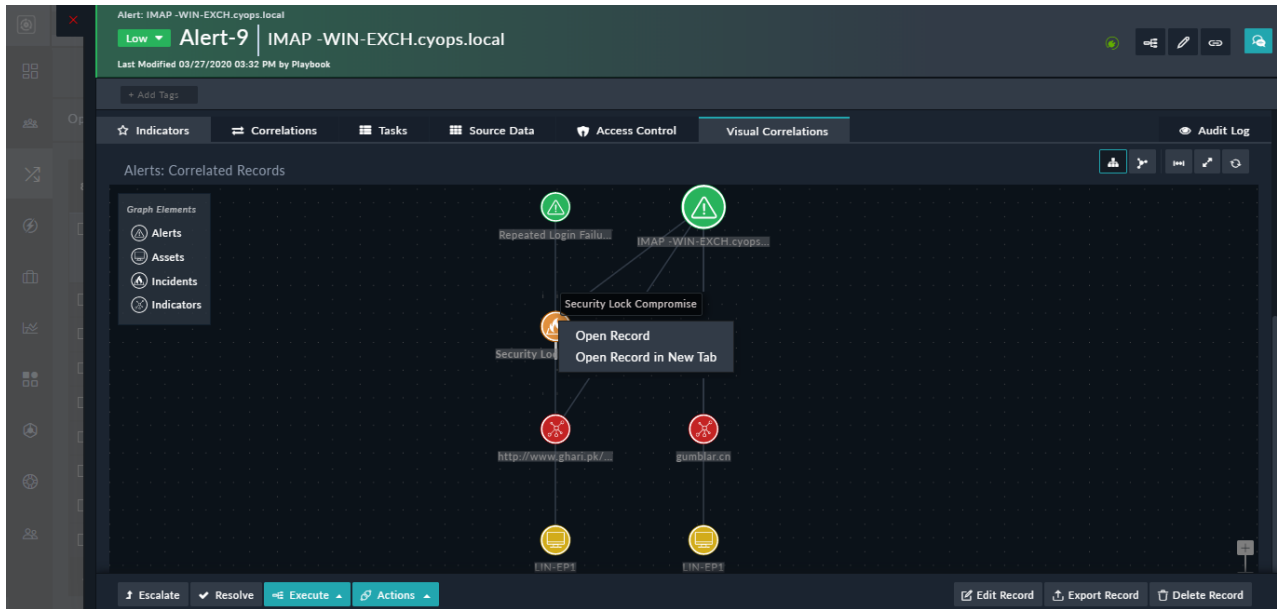 Alert: IMAP -WIN-EXCH.cyops.local
Low Alert-9 IMAP -WIN-EXCH.cyops.local
Last Modified 03/27/2020 03:32 PM by Playbook
+ Add Tags
Op
Indicators Correlations Tasks Source Data Access Control Visual Correlations Audit Log
Alerts: Correlated Records
Graph Elements
Alerts
Assets
Incidents
Indicators
Repeated Login Failu...
IMAP -WIN-EXCH.cyops...
Security Lock Compromise
Open Record
Security Lo
Open Record in New Tab
http://www.ghari.pk/...
gumblar.cn
LIN-EP1
LIN-EP1
Escalate Resolve Execute Actions Edit Record Export Record Delete Record